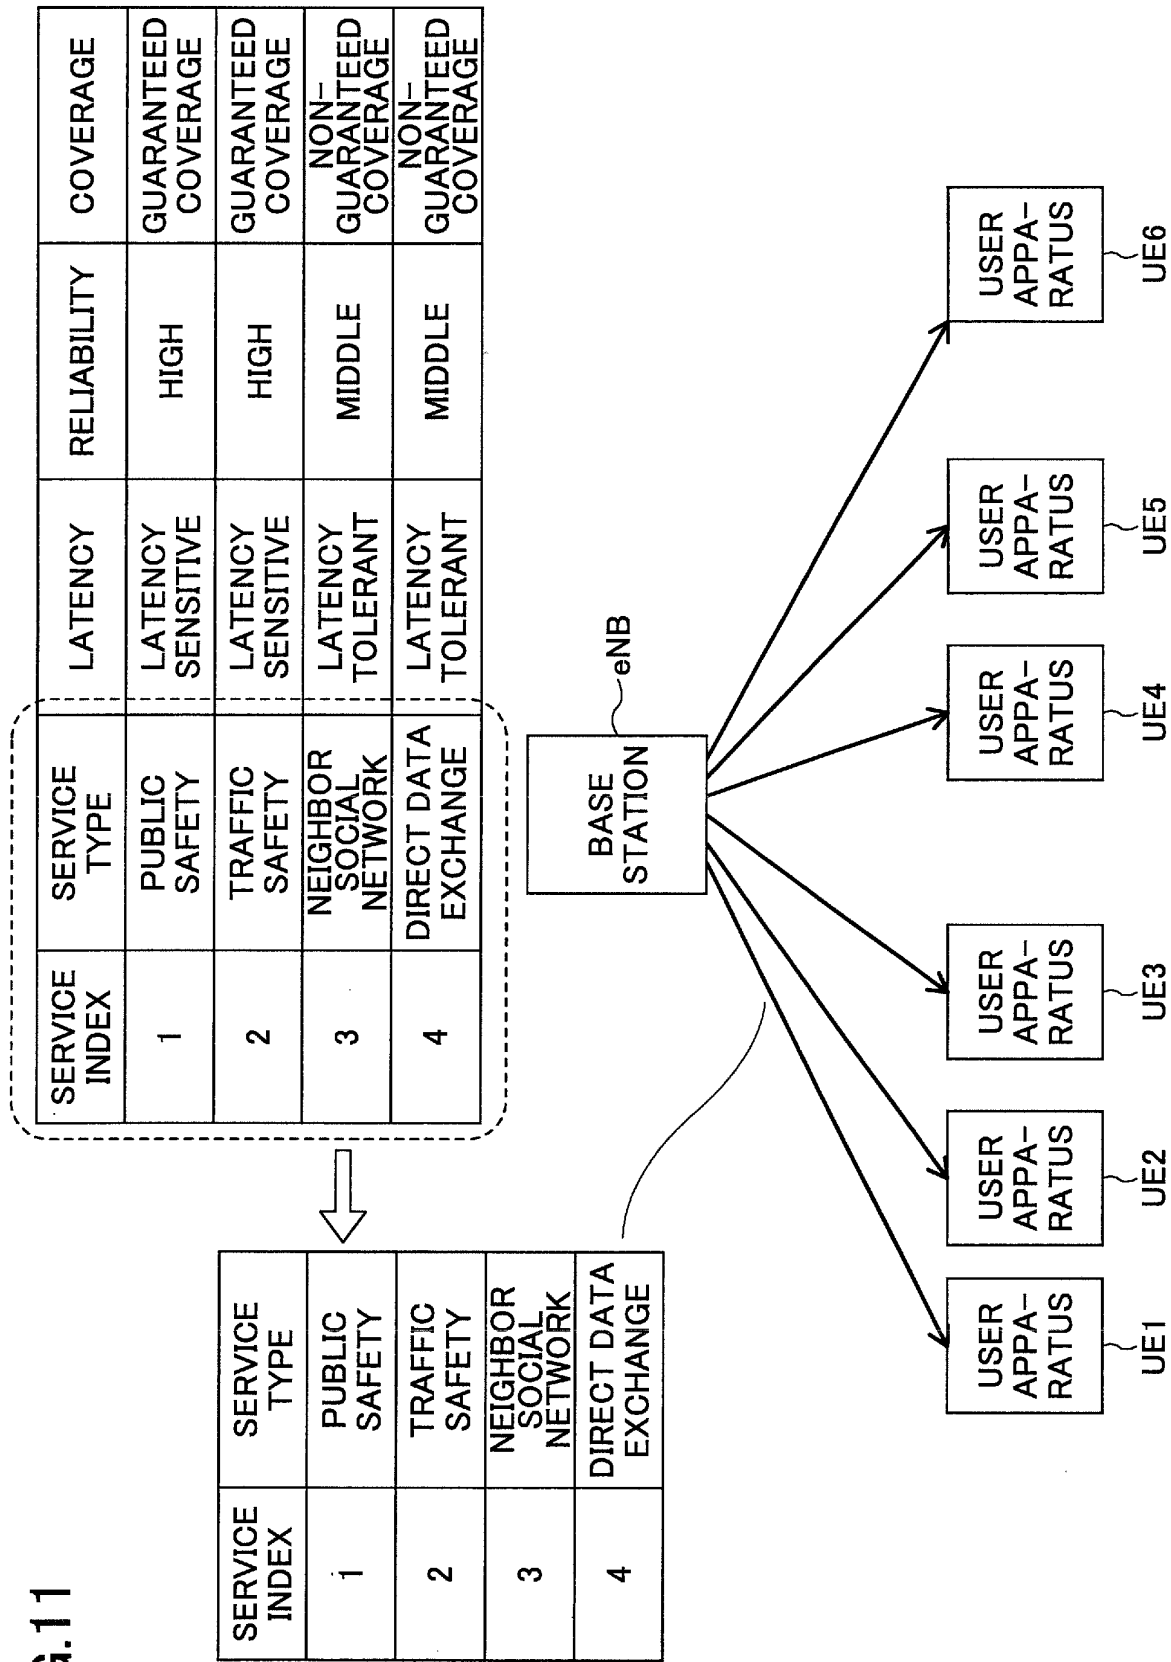 G.11
SERVICE INDEX
SERVICE TYPE
LATENCY
RELIABILITY
COVERAGE
1
PUBLIC SAFETY
LATENCY SENSITIVE
HIGH
GUARANTEED COVERAGE
2
TRAFFIC SAFETY
LATENCY SENSITIVE
HIGH
GUARANTEED COVERAGE
3
NEIGHBOR SOCIAL NETWORK
LATENCY TOLERANT
MIDDLE
NON-GUARANTEED COVERAGE
4
DIRECT DATA EXCHANGE
LATENCY TOLERANT
MIDDLE
NON-GUARANTEED COVERAGE
SERVICE INDEX
SERVICE TYPE
1
PUBLIC SAFETY
2
TRAFFIC SAFETY
3
NEIGHBOR SOCIAL NETWORK
4
DIRECT DATA EXCHANGE
BASE STATION
eNB
USER APPA-RATUS
UE1
USER APPA-RATUS
UE2
USER APPA-RATUS
UE3
USER APPA-RATUS
UE4
USER APPA-RATUS
UE5
USER APPA-RATUS
UE6